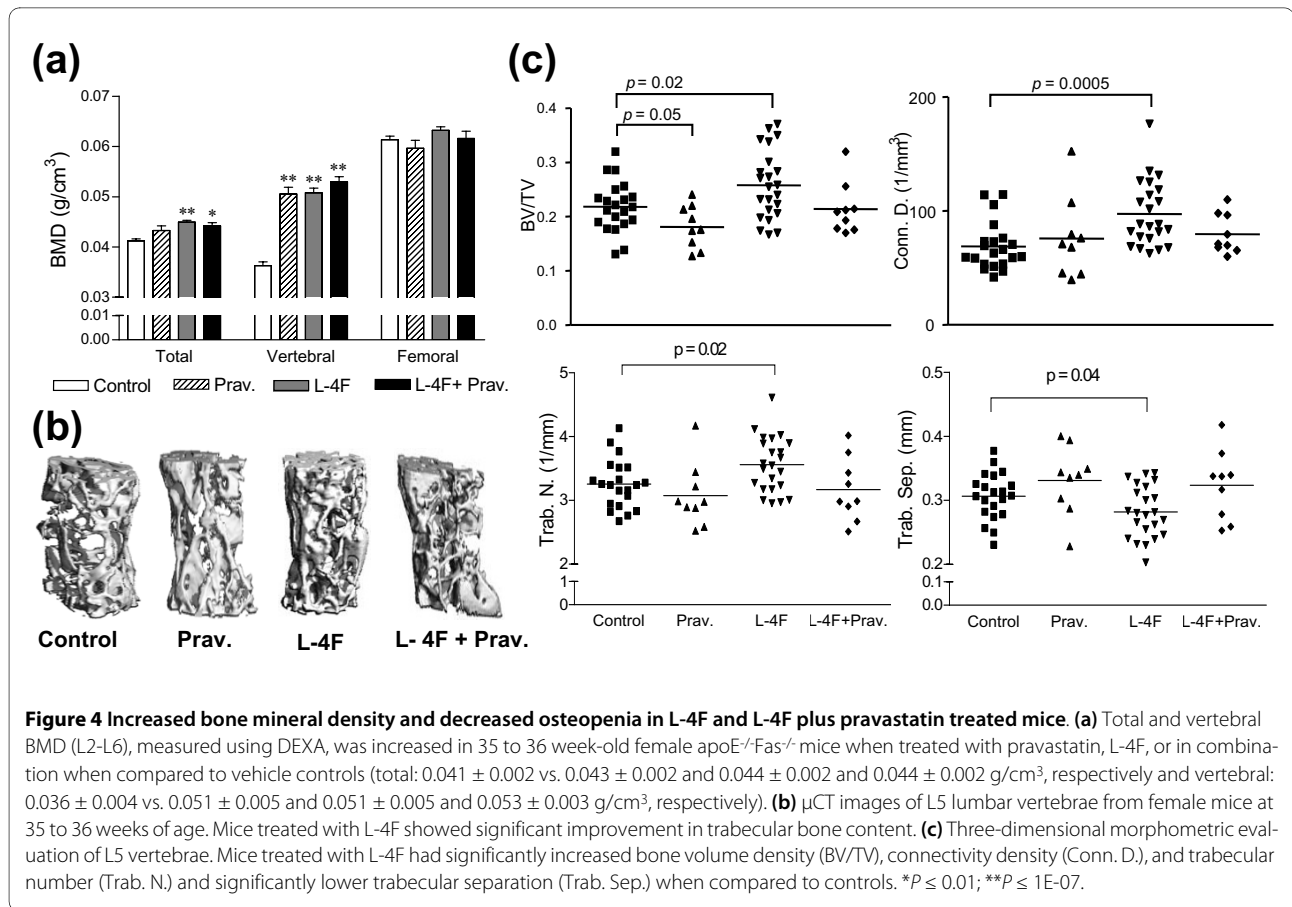 (a)
0.07
0.06
0.05
0.04
0.03
0.01
0.00
BMD (g/cm³)
** *
** ** **
Total Vertebral Femoral
Control Prav. L-4F L-4F+ Prav.
(b)
Control Prav. L- 4F + Prav.
L-4F
(c)
p = 0.02
p = 0.05
0.4
0.3
0.2
0.1
0.0
BV/TV
p = 0.0005
200
100
0
Conn. D. (1/mm³)
p = 0.02
5
4
3
2
1
0
Trab. N. (1/mm)
Control Prav. L-4F L-4F+Prav.
p = 0.04
0.5
0.4
0.3
0.2
0.1
0.0
Trab. Sep. (mm)
Control Prav. L-4F L-4F+Prav.
Figure 4 Increased bone mineral density and decreased osteopenia in L-4F and L-4F plus pravastatin treated mice. (a) Total and vertebral
BMD (L2-L6), measured using DEXA, was increased in 35 to 36 week-old female apoE-/-Fas-/- mice when treated with pravastatin, L-4F, or in combina-
tion when compared to vehicle controls (total: 0.041 ± 0.002 vs. 0.043 ± 0.002 and 0.044 ± 0.002 and 0.044 ± 0.002 g/cm³, respectively and vertebral:
0.036 ± 0.004 vs. 0.051 ± 0.005 and 0.051 ± 0.005 and 0.053 ± 0.003 g/cm³, respectively). (b) µCT images of L5 lumbar vertebrae from female mice at
35 to 36 weeks of age. Mice treated with L-4F showed significant improvement in trabecular bone content. (c) Three-dimensional morphometric eval-
uation of L5 vertebrae. Mice treated with L-4F had significantly increased bone volume density (BV/TV), connectivity density (Conn. D.), and trabecular
number (Trab. N.) and significantly lower trabecular separation (Trab. Sep.) when compared to controls. *P ≤ 0.01; **P ≤ 1E-07.